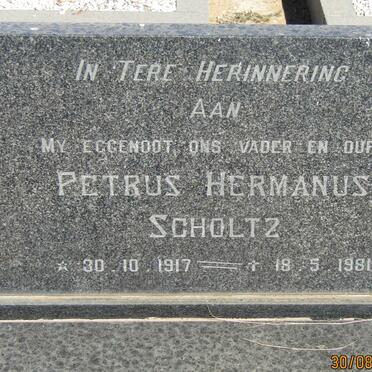 IN TERE HERINNERING
AAN
MY EGGENOOT, ONS VADER EN OUP
PETRUS HERMANUS
SCHOLTZ
☆ 30.10.1917 ═ ✝ 18.5.1981
30/08